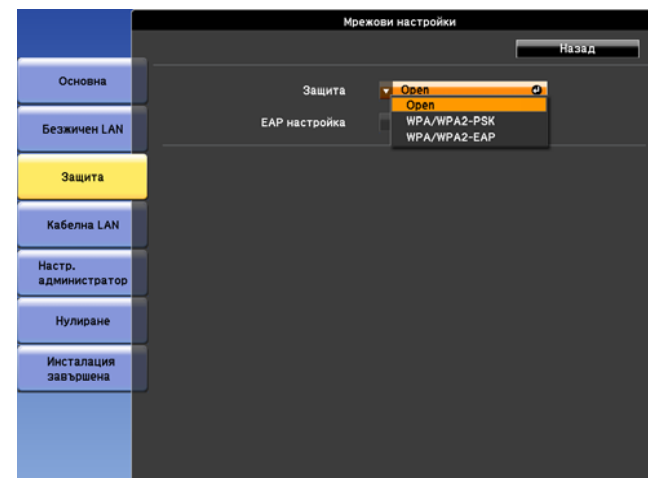 Мрежови настройки
Назад
Основна
Безжичен LAN
Защита
Кабелна LAN
Настр.
администратор
Нулиране
Инсталация
завършена
Защита
Open
Open
WPA/WPA2-PSK
WPA/WPA2-EAP
EAP настройка